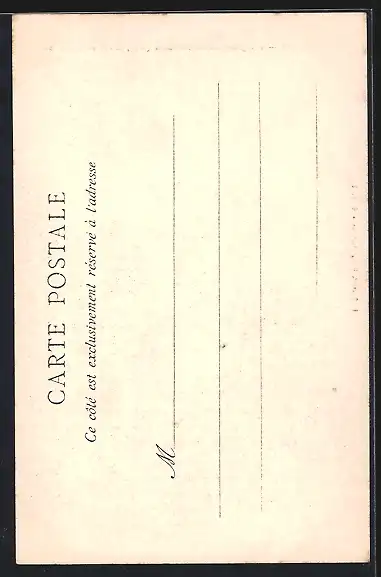 CARTE POSTALE
Ce côté est exclusivement réservé à l'adresse
M